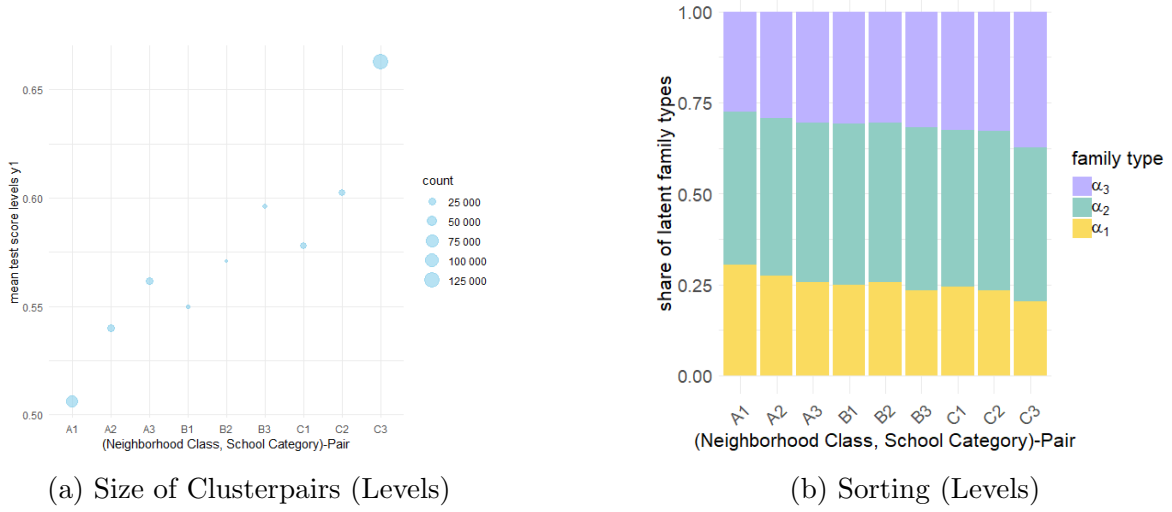 mean test score levels y1
0.65
0.60
0.55
0.50
A1 A2 A3 B1 B2 B3 C1 C2 C3
(Neighborhood Class, School Category)-Pair
count
25 000
50 000
75 000
100 000
125 000
(a) Size of Clusterpairs (Levels)
share of latent family types
1.00
0.75
0.50
0.25
0.00
A1 A2 A3 B1 B2 B3 C1 C2 C3
(Neighborhood Class, School Category)-Pair
family type
α3
α2
α1
(b) Sorting (Levels)